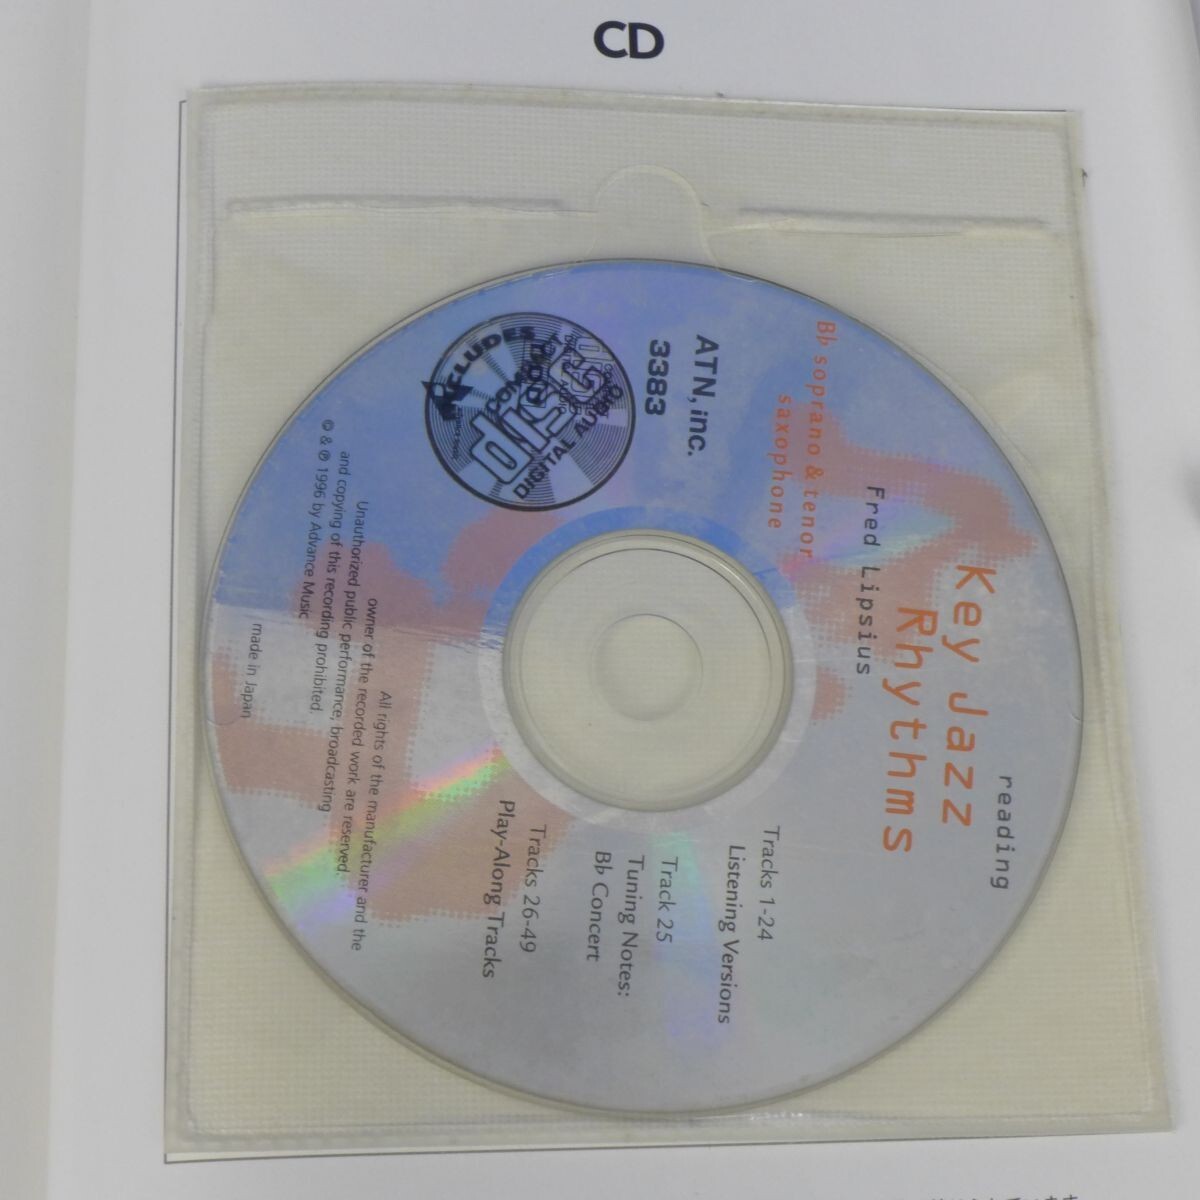 CD
reading
Key Jazz
Rhythms
Fred Lipsius
B♭ soprano & tenor
saxophone
ATN, inc.
3383
INCLUDES
COMPACT
disc
DIGITAL AUDIO
Tracks 1-24
Listening Versions
Track 25
Tuning Notes:
B♭ Concert
Tracks 26-49
Play-Along Tracks
All rights of the manufacturer and the
owner of the recorded work are reserved.
Unauthorized public performance, broadcasting
and copying of this recording prohibited.
© & ℗ 1996 by Advance Music
made in Japan